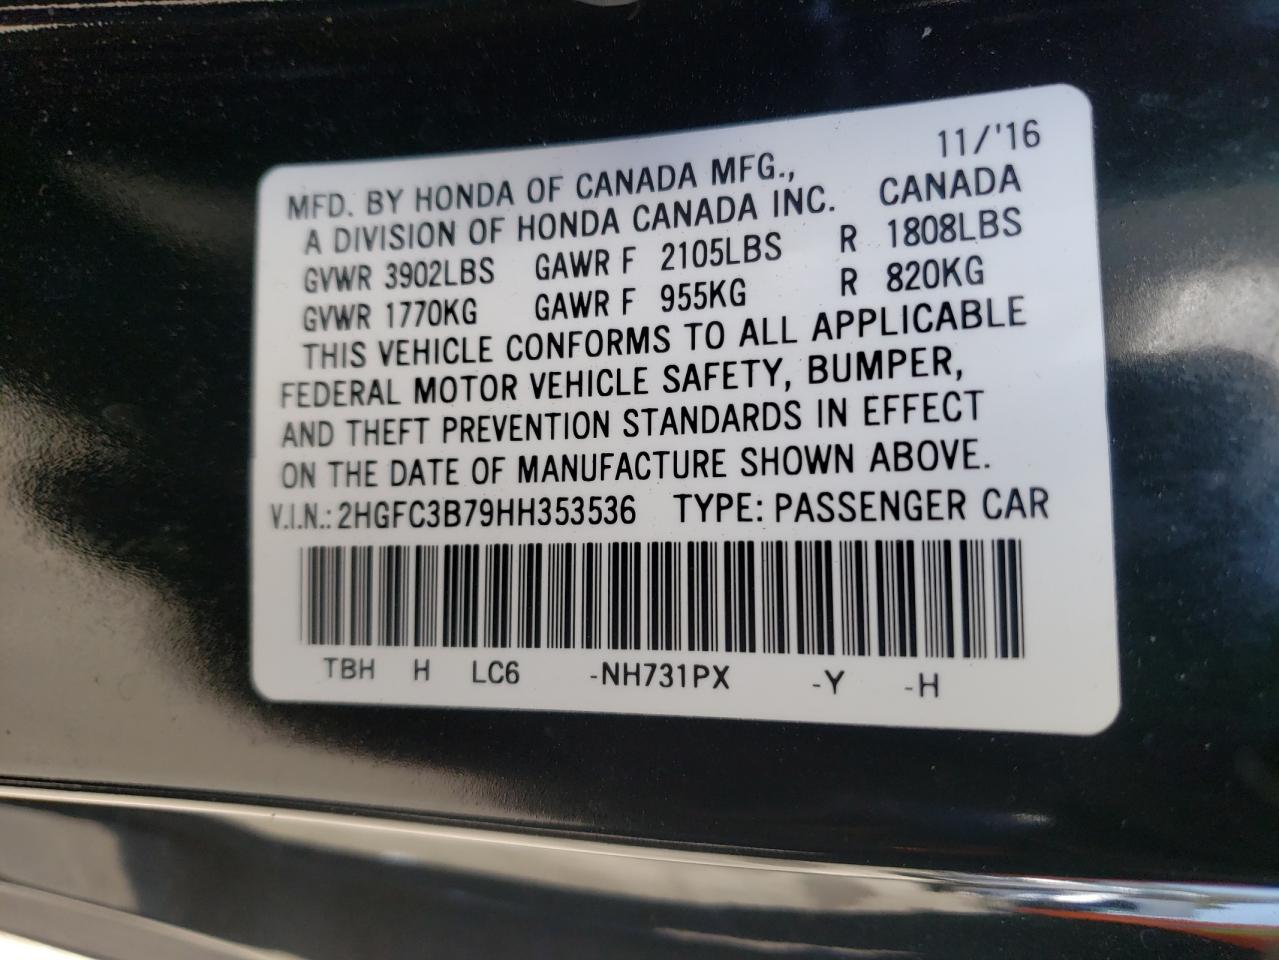 11/'16
MFD. BY HONDA OF CANADA MFG., CANADA
A DIVISION OF HONDA CANADA INC.
GVWR 3902LBS GAWR F 2105LBS R 1808LBS
GVWR 1770KG GAWR F 955KG R 820KG
THIS VEHICLE CONFORMS TO ALL APPLICABLE
FEDERAL MOTOR VEHICLE SAFETY, BUMPER,
AND THEFT PREVENTION STANDARDS IN EFFECT
ON THE DATE OF MANUFACTURE SHOWN ABOVE.
V.I.N.: 2HGFC3B79HH353536 TYPE: PASSENGER CAR
TBH H LC6 -NH731PX -Y -H